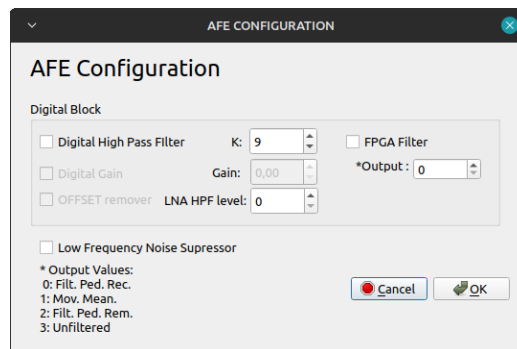 AFE CONFIGURATION
AFE Configuration
Digital Block
Digital High Pass FIlter K: 9 FPGA Filter
Digital Gain Gain: 0,00 *Output : 0
OFFSET remover LNA HPF level: 0
Low Frequency Noise Supressor
* Output Values:
0: Filt. Ped. Rec.
1: Mov. Mean.
2: Filt. Ped. Rem.
3: Unfiltered
Cancel OK